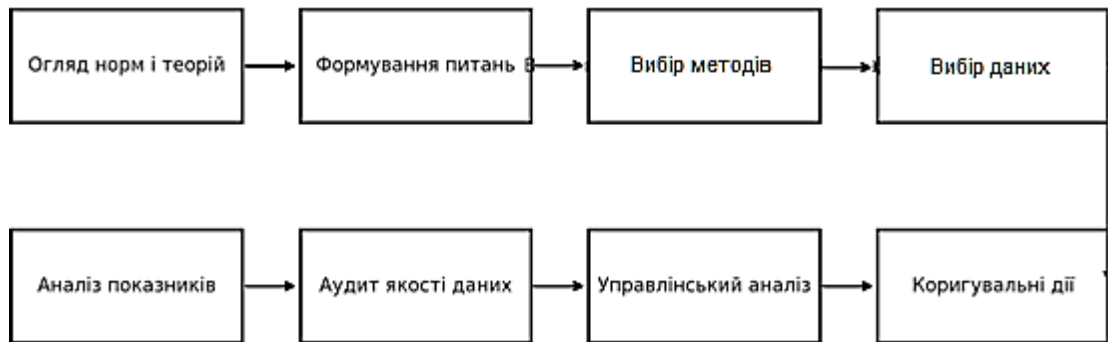 Огляд норм і теорій
Формування питань
Вибір методів
Вибір даних
Аналіз показників
Аудит якості даних
Управлінський аналіз
Коригувальні дії